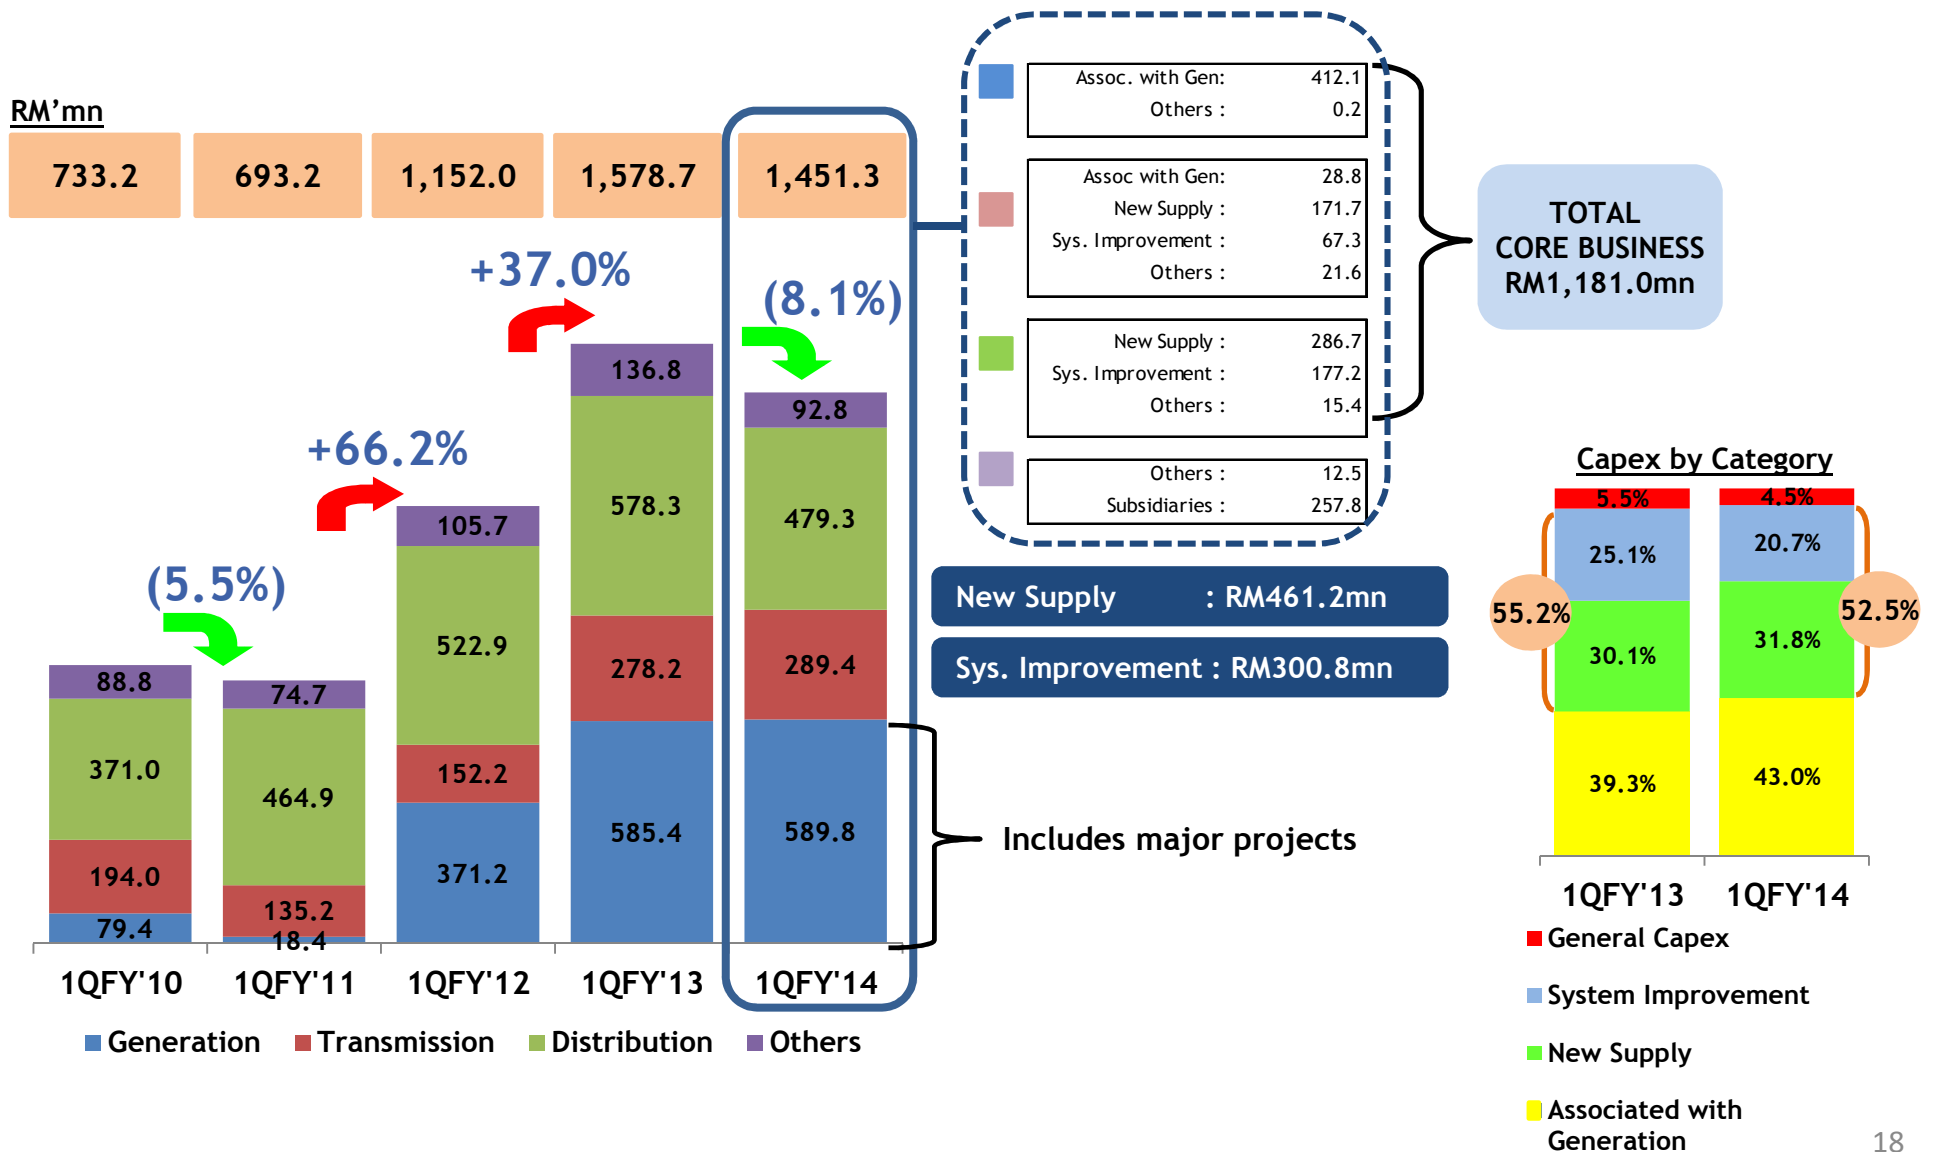 RM’mn
733.2
693.2
1,152.0
1,578.7
1,451.3
(5.5%)
+66.2%
+37.0%
(8.1%)
88.8
371.0
194.0
79.4
74.7
464.9
135.2
18.4
105.7
522.9
152.2
371.2
136.8
578.3
278.2
585.4
92.8
479.3
289.4
589.8
1QFY'10
1QFY'11
1QFY'12
1QFY'13
1QFY'14
Generation
Transmission
Distribution
Others
Assoc. with Gen: 412.1
Others : 0.2
Assoc with Gen: 28.8
New Supply : 171.7
Sys. Improvement : 67.3
Others : 21.6
New Supply : 286.7
Sys. Improvement : 177.2
Others : 15.4
Others : 12.5
Subsidiaries : 257.8
TOTAL
CORE BUSINESS
RM1,181.0mn
New Supply : RM461.2mn
Sys. Improvement : RM300.8mn
Includes major projects
Capex by Category
5.5%
25.1%
30.1%
39.3%
55.2%
4.5%
20.7%
31.8%
43.0%
52.5%
1QFY'13
1QFY'14
General Capex
System Improvement
New Supply
Associated with
Generation
18